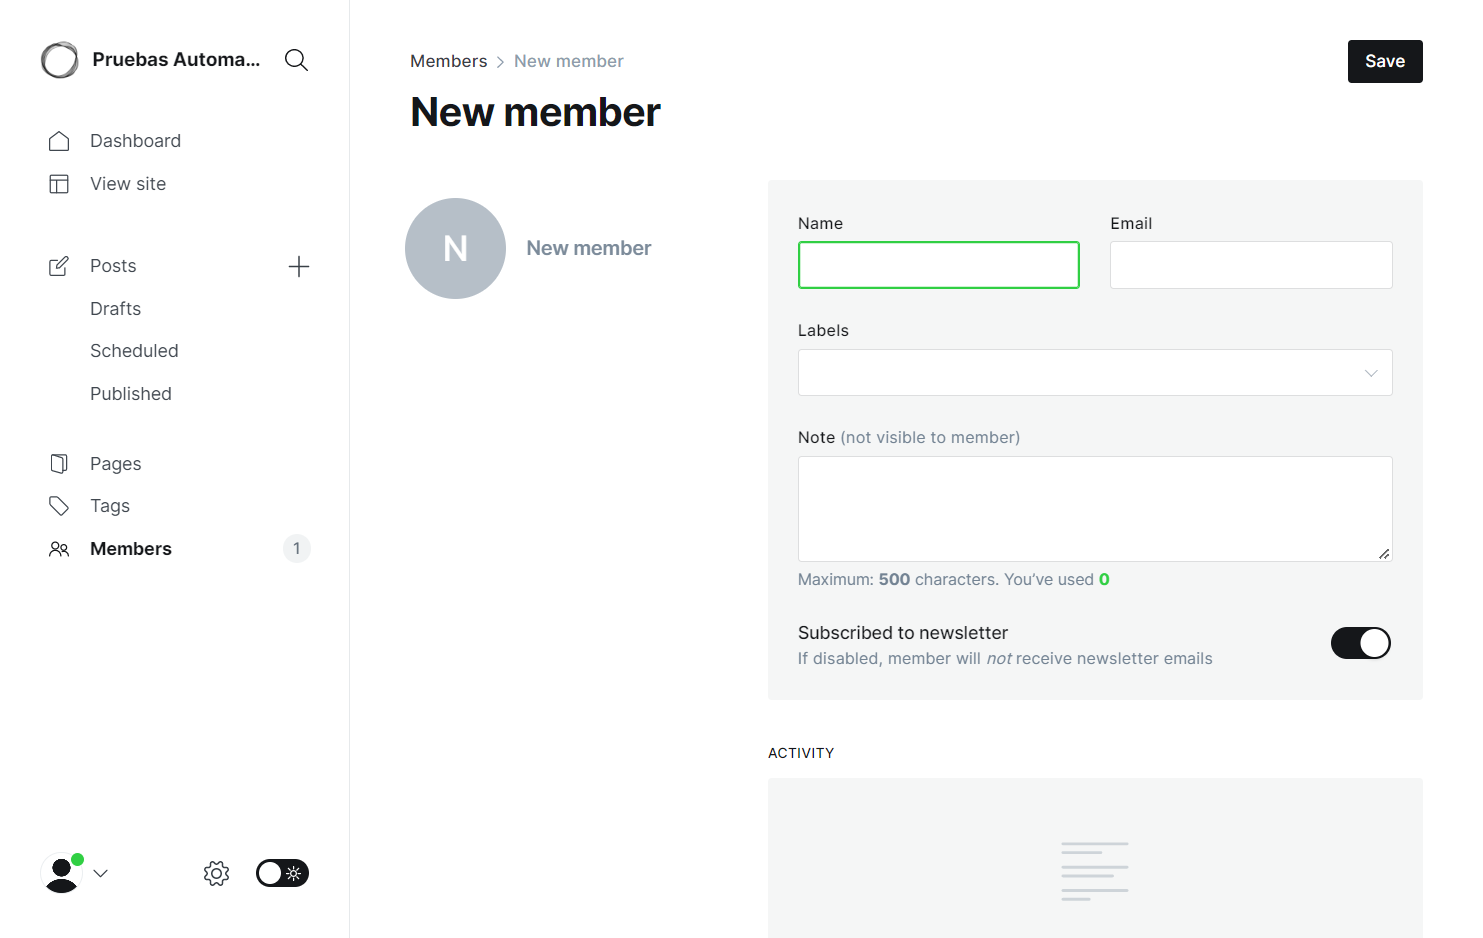 Pruebas Automa...
Dashboard
View site
Posts
Drafts
Scheduled
Published
Pages
Tags
Members
1
Members > New member
Save
New member
N
New member
Name
Email
Labels
Note (not visible to member)
Maximum: 500 characters. You’ve used 0
Subscribed to newsletter
If disabled, member will not receive newsletter emails
ACTIVITY